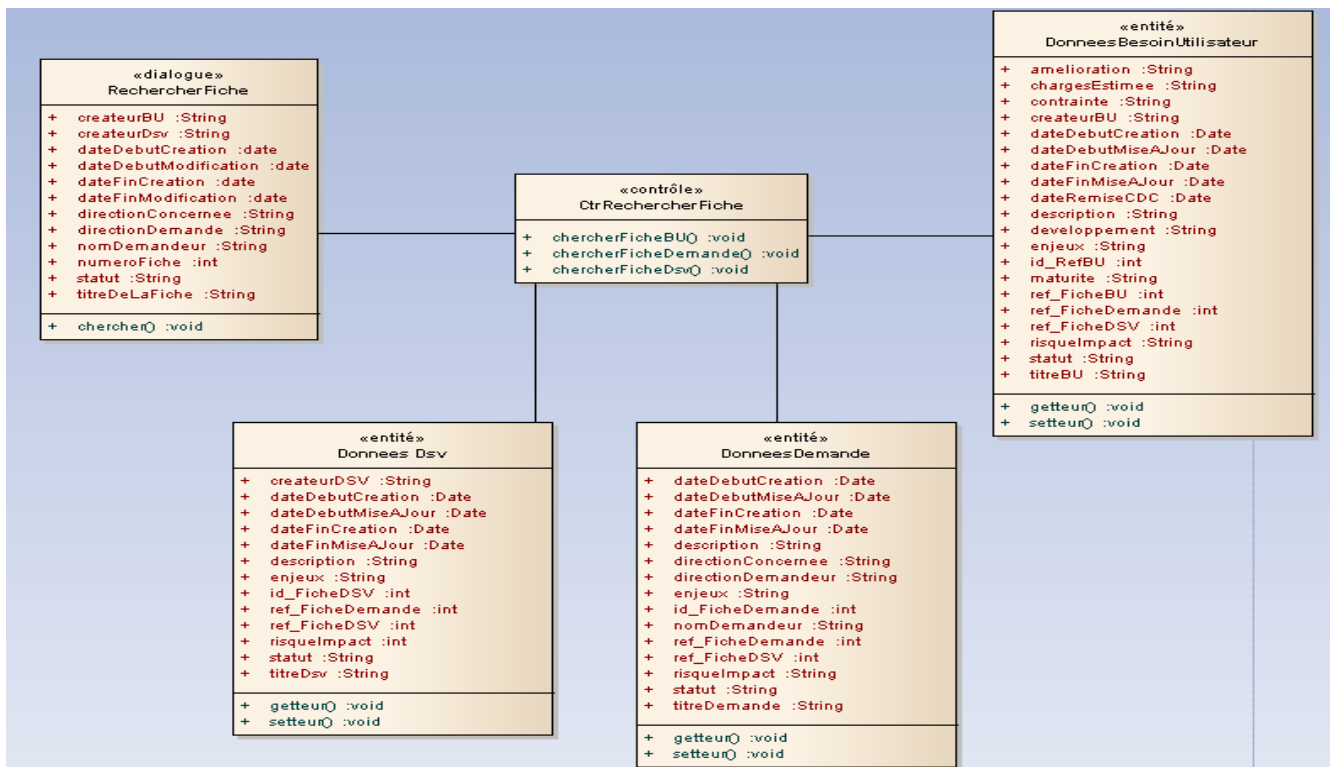 «dialogue»
RechercherFiche
+ createurBU :String
+ createurDsv :String
+ dateDebutCreation :date
+ dateDebutModification :date
+ dateFinCreation :date
+ dateFinModification :date
+ directionConcernee :String
+ directionDemande :String
+ nomDemandeur :String
+ numeroFiche :int
+ statut :String
+ titreDeLaFiche :String
+ chercher() :void
«contrôle»
CtrRechercherFiche
+ chercherFicheBU() :void
+ chercherFicheDemande() :void
+ chercherFicheDsv() :void
«entité»
DonneesBesoinUtilisateur
+ amelioration :String
+ chargesEstimee :String
+ contrainte :String
+ createurBU :String
+ dateDebutCreation :Date
+ dateDebutMiseAJour :Date
+ dateFinCreation :Date
+ dateFinMiseAJour :Date
+ dateRemiseCDC :Date
+ description :String
+ developpement :String
+ enjeux :String
+ id_RefBU :int
+ maturite :String
+ ref_FicheBU :int
+ ref_FicheDemande :int
+ ref_FicheDSV :int
+ risqueImpact :String
+ statut :String
+ titreBU :String
+ getteur() :void
+ setteur() :void
«entité»
Donnees Dsv
+ createurDSV :String
+ dateDebutCreation :Date
+ dateDebutMiseAJour :Date
+ dateFinCreation :Date
+ dateFinMiseAJour :Date
+ description :String
+ enjeux :String
+ id_FicheDSV :int
+ ref_FicheDemande :int
+ ref_FicheDSV :int
+ risqueImpact :int
+ statut :String
+ titreDsv :String
+ getteur() :void
+ setteur() :void
«entité»
DonneesDemande
+ dateDebutCreation :Date
+ dateDebutMiseAJour :Date
+ dateFinCreation :Date
+ dateFinMiseAJour :Date
+ description :String
+ directionConcernee :String
+ directionDemandeur :String
+ enjeux :String
+ id_FicheDemande :int
+ nomDemandeur :String
+ ref_FicheDemande :int
+ ref_FicheDSV :int
+ risqueImpact :String
+ statut :String
+ titreDemande :String
+ getteur() :void
+ setteur() :void